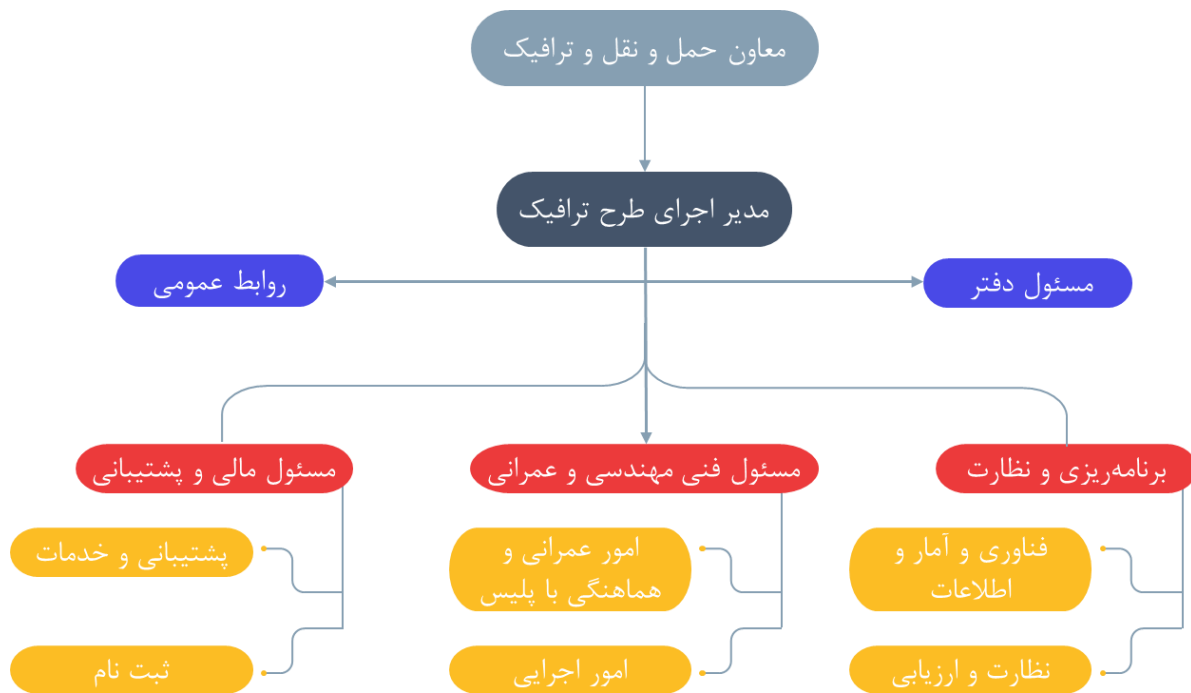 معاون حمل و نقل و ترافیک
مدیر اجرای طرح ترافیک
مسئول دفتر
روابط عمومی
برنامه‌ریزی و نظارت
مسئول فنی مهندسی و عمرانی
مسئول مالی و پشتیبانی
فناوری و آمار و
اطلاعات
امور عمرانی و
هماهنگی با پلیس
پشتیبانی و خدمات
نظارت و ارزیابی
امور اجرایی
ثبت نام